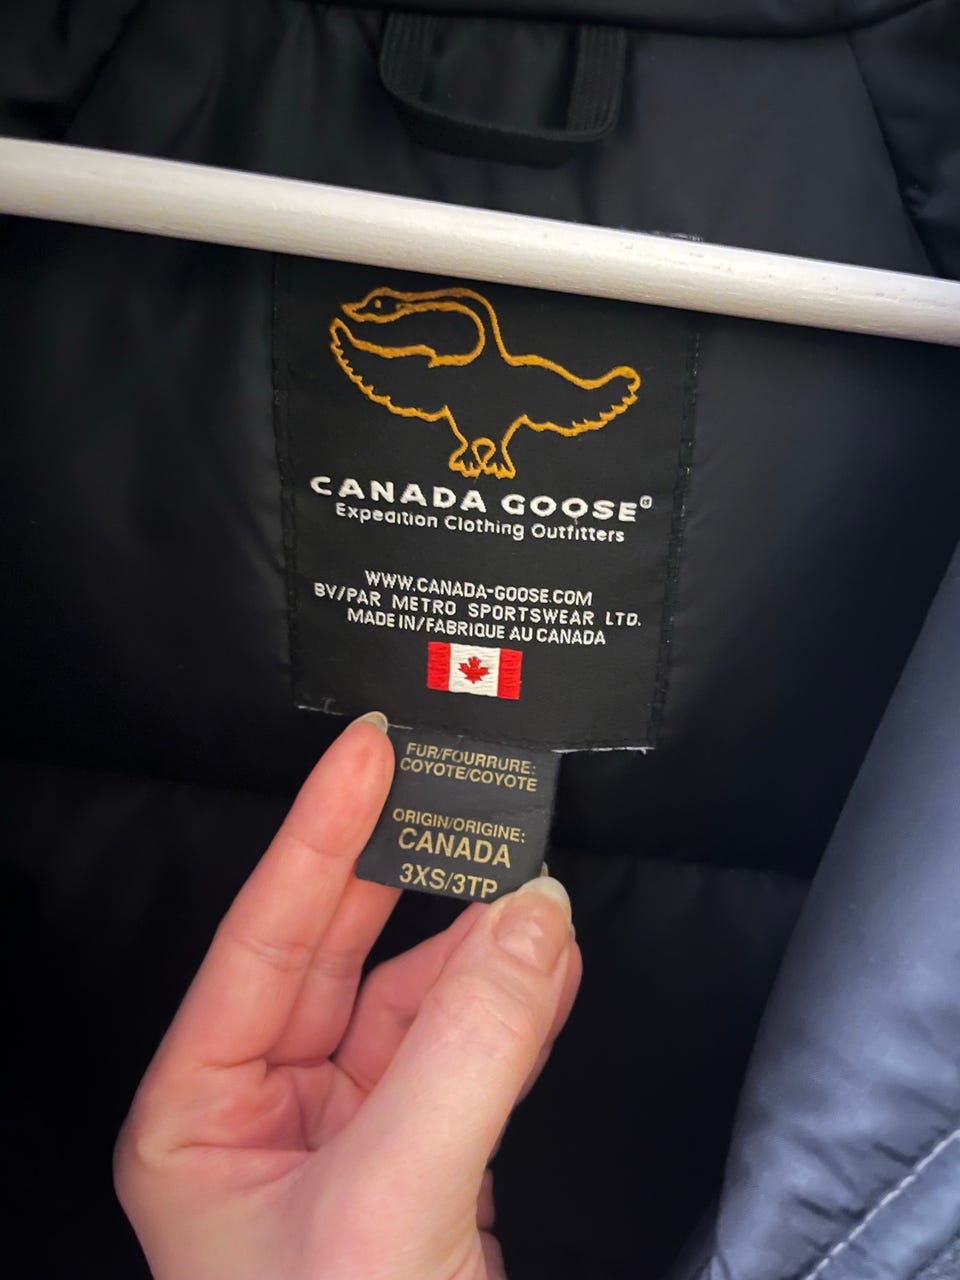 CANADA GOOSE®
Expedition Clothing Outfitters
WWW.CANADA-GOOSE.COM
BY/PAR METRO SPORTSWEAR LTD.
MADE IN/FABRIQUE AU CANADA
FUR/FOURRURE:
COYOTE/COYOTE
ORIGIN/ORIGINE:
CANADA
3XS/3TP